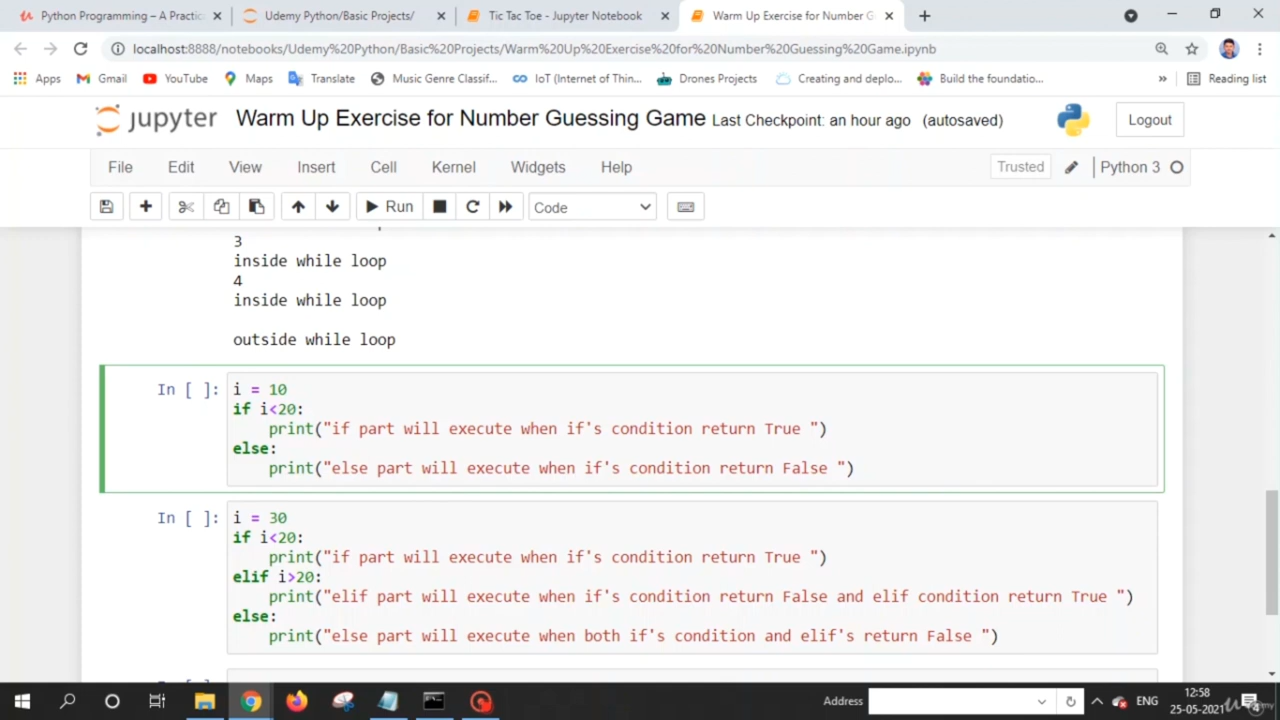 Python Programming – A Practic
Udemy Python/Basic Projects/
Tic Tac Toe - Jupyter Notebook
Warm Up Exercise for Number G
localhost:8888/notebooks/Udemy%20Python/Basic%20Projects/Warm%20Up%20Exercise%20for%20Number%20Guessing%20Game.ipynb
Apps
Gmail
YouTube
Maps
Translate
Music Genre Classif...
IoT (Internet of Thin...
Drones Projects
Creating and deplo...
Build the foundatio...
»
Reading list
jupyter
Warm Up Exercise for Number Guessing Game Last Checkpoint: an hour ago (autosaved)
Logout
File Edit View Insert Cell Kernel Widgets Help
Trusted
Python 3
Run
Code
3
inside while loop
4
inside while loop
outside while loop
In [ ]: i = 10
if i<20:
print("if part will execute when if's condition return True ")
else:
print("else part will execute when if's condition return False ")
In [ ]: i = 30
if i<20:
print("if part will execute when if's condition return True ")
elif i>20:
print("elif part will execute when if's condition return False and elif condition return True ")
else:
print("else part will execute when both if's condition and elif's return False ")
Address
ENG
12:58
25-05-2021